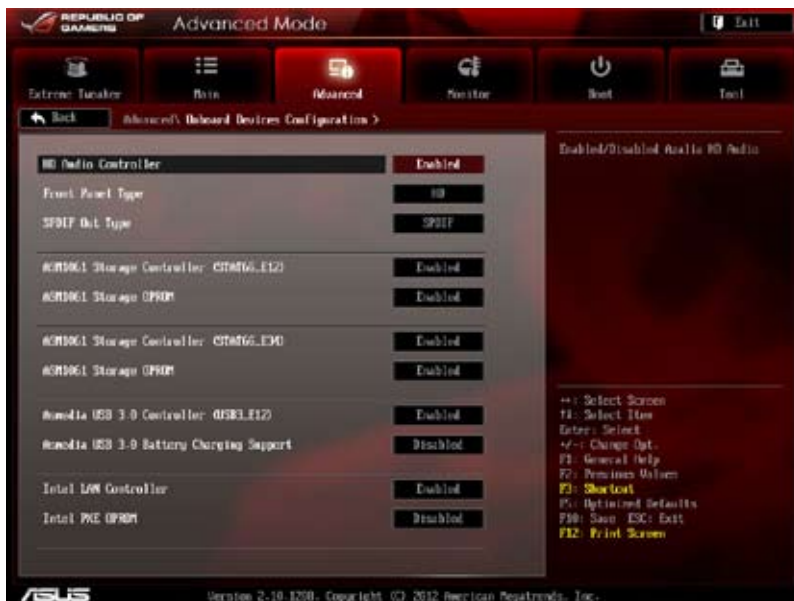 REPUBLIC OF GAMERS
Advanced Mode
Exit
Extreme Tweaker
Main
Advanced
Monitor
Boot
Tool
Back
Advanced\ Onboard Devices Configuration >
HD Audio Controller Enabled
Front Panel Type HD
SPDIF Out Type SPDIF
ASM1061 Storage Controller Enabled
ASM1061 Storage OPROM Enabled
ASM1061 Storage Controller Enabled
ASM1061 Storage OPROM Enabled
Asmedia USB 3.0 Controller (USB3_E12) Enabled
Asmedia USB 3.0 Battery Charging Support Disabled
Intel LAN Controller Enabled
Intel PXE OPROM Disabled
Enabled/Disabled Azalia HD Audio
→←: Select Screen
↑↓: Select Item
Enter: Select
+/-: Change Opt.
F1: General Help
F2: Previous Values
F3: Shortcut
F5: Optimized Defaults
F10: Save ESC: Exit
F12: Print Screen
ASUS
Version 2.10.1208. Copyright (C) 2012 American Megatrends, Inc.